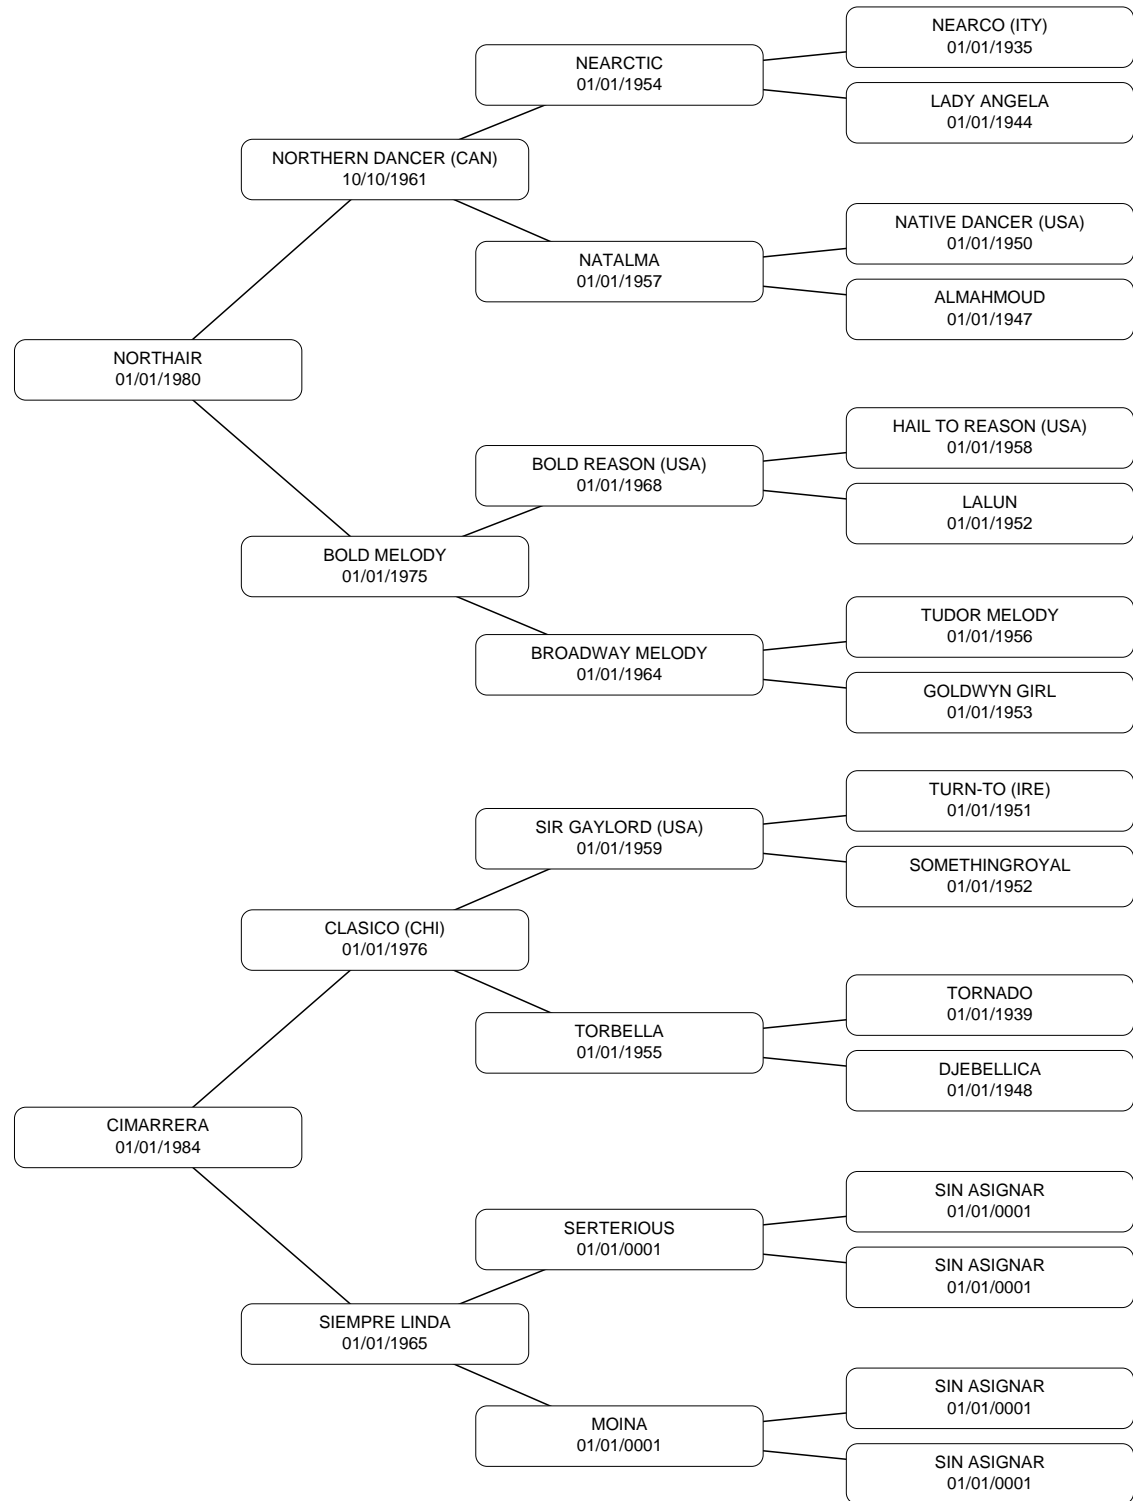 NEARCO (ITY)
01/01/1935
NEARCTIC
01/01/1954
LADY ANGELA
01/01/1944
NORTHERN DANCER (CAN)
10/10/1961
NATIVE DANCER (USA)
01/01/1950
NATALMA
01/01/1957
ALMAHMOUD
01/01/1947
NORTHAIR
01/01/1980
HAIL TO REASON (USA)
01/01/1958
BOLD REASON (USA)
01/01/1968
LALUN
01/01/1952
BOLD MELODY
01/01/1975
TUDOR MELODY
01/01/1956
BROADWAY MELODY
01/01/1964
GOLDWYN GIRL
01/01/1953
TURN-TO (IRE)
01/01/1951
SIR GAYLORD (USA)
01/01/1959
SOMETHINGROYAL
01/01/1952
CLASICO (CHI)
01/01/1976
TORNADO
01/01/1939
TORBELLA
01/01/1955
DJEBELLICA
01/01/1948
CIMARRERA
01/01/1984
SIN ASIGNAR
01/01/0001
SERTERIOUS
01/01/0001
SIN ASIGNAR
01/01/0001
SIEMPRE LINDA
01/01/1965
SIN ASIGNAR
01/01/0001
MOINA
01/01/0001
SIN ASIGNAR
01/01/0001